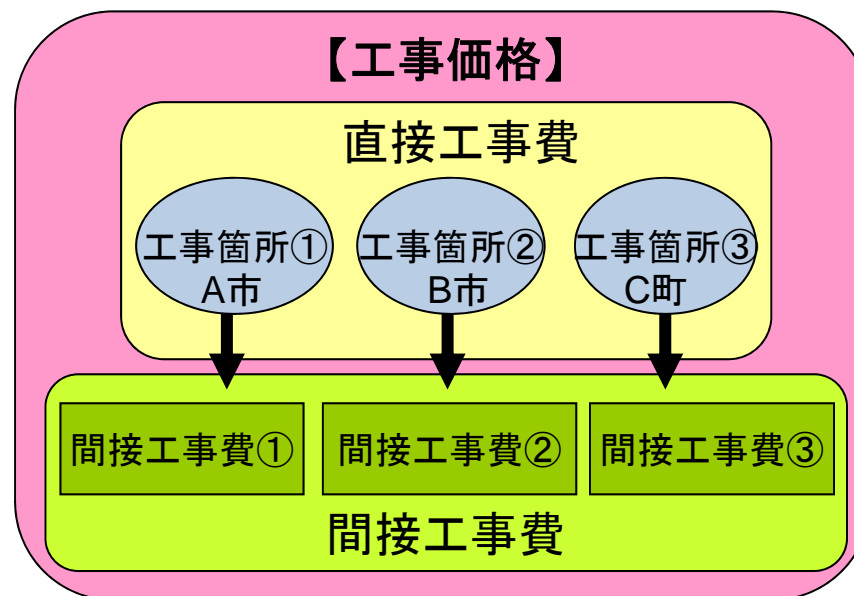 【工事価格】
直接工事費
工事箇所①
A市
工事箇所②
B市
工事箇所③
C町
間接工事費①
間接工事費②
間接工事費③
間接工事費